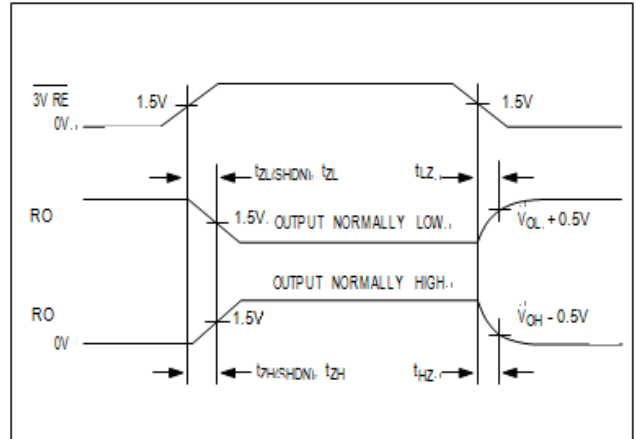 3V RE
1.5V
1.5V
0V.
tZL(SHDN), tZL
tLZ.
RO
1.5V.
OUTPUT NORMALLY LOW.
VOL. + 0.5V
OUTPUT NORMALLY HIGH.
RO
1.5V
VOH - 0.5V
0V
tZH(SHDN), tZH
tHZ.